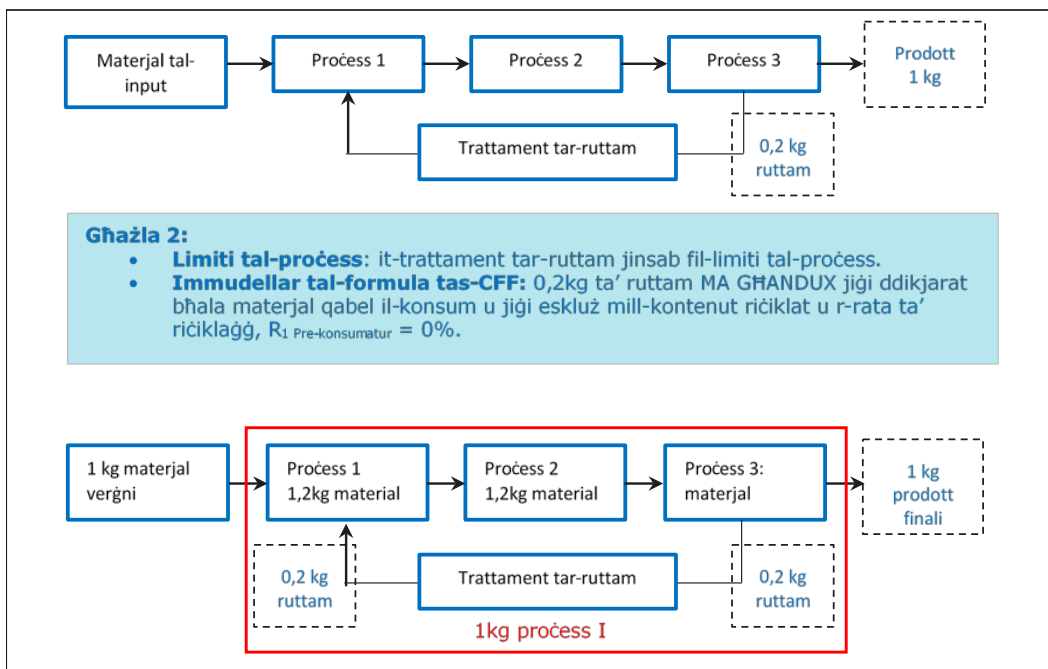 Materjal tal-
input
Proċess 1
Proċess 2
Proċess 3
Prodott
1 kg
Trattament tar-ruttam
0,2 kg
ruttam
Għażla 2:
• Limiti tal-proċess: it-trattament tar-ruttam jinsab fil-limiti tal-proċess.
• Immudellar tal-formula tas-CFF: 0,2kg ta’ ruttam MA GĦANDUX jiġi ddikjarat
bħala materjal qabel il-konsum u jiġi eskluż mill-kontenut riċiklat u r-rata ta’
riċiklaġġ, R1 Pre-konsumatur = 0%.
1 kg materjal
verġni
Proċess 1
1,2kg material
Proċess 2
1,2kg material
Proċess 3:
materjal
1 kg
prodott
finali
0,2 kg
ruttam
Trattament tar-ruttam
0,2 kg
ruttam
1kg proċess I